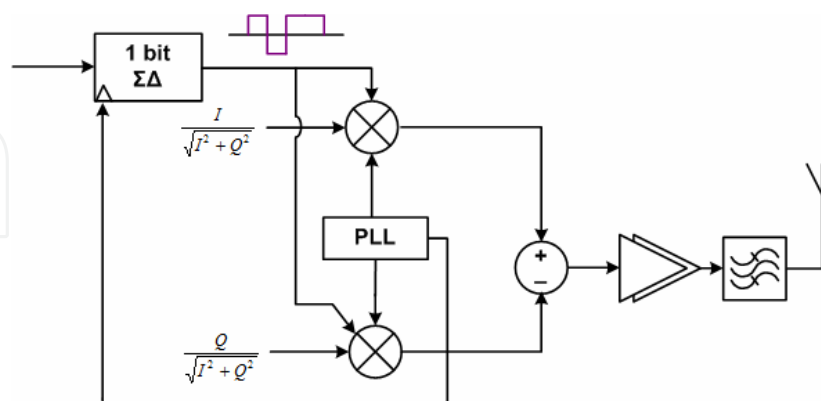 1 bit
ΣΔ
I
√I² + Q²
PLL
+
−
Q
√I² + Q²